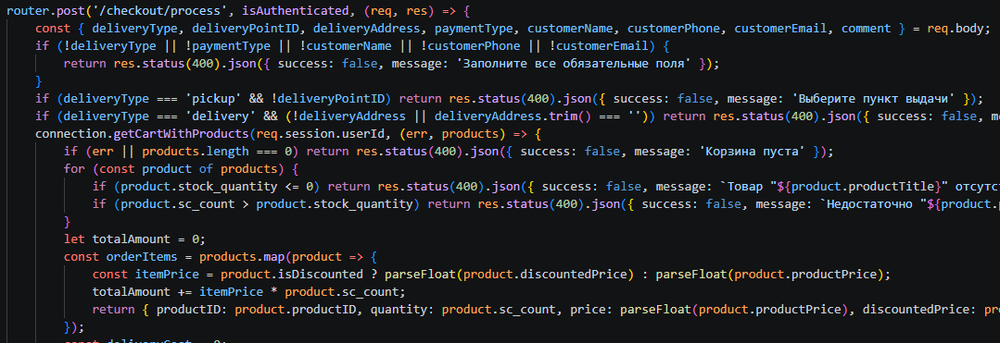 router.post('/checkout/process', isAuthenticated, (req, res) => {
const { deliveryType, deliveryPointID, deliveryAddress, paymentType, customerName, customerPhone, customerEmail, comment } = req.body;
if (!deliveryType || !paymentType || !customerName || !customerPhone || !customerEmail) {
return res.status(400).json({ success: false, message: 'Заполните все обязательные поля' });
}
if (deliveryType === 'pickup' && !deliveryPointID) return res.status(400).json({ success: false, message: 'Выберите пункт выдачи' });
if (deliveryType === 'delivery' && (!deliveryAddress || deliveryAddress.trim() === '')) return res.status(400).json({ success: false, me
connection.getCartWithProducts(req.session.userId, (err, products) => {
if (err || products.length === 0) return res.status(400).json({ success: false, message: 'Корзина пуста' });
for (const product of products) {
if (product.stock_quantity <= 0) return res.status(400).json({ success: false, message: `Товар "${product.productTitle}" отсутст
if (product.sc_count > product.stock_quantity) return res.status(400).json({ success: false, message: `Недостаточно "${product.p
}
let totalAmount = 0;
const orderItems = products.map(product => {
const itemPrice = product.isDiscounted ? parseFloat(product.discountedPrice) : parseFloat(product.productPrice);
totalAmount += itemPrice * product.sc_count;
return { productID: product.productID, quantity: product.sc_count, price: parseFloat(product.productPrice), discountedPrice: pro
});